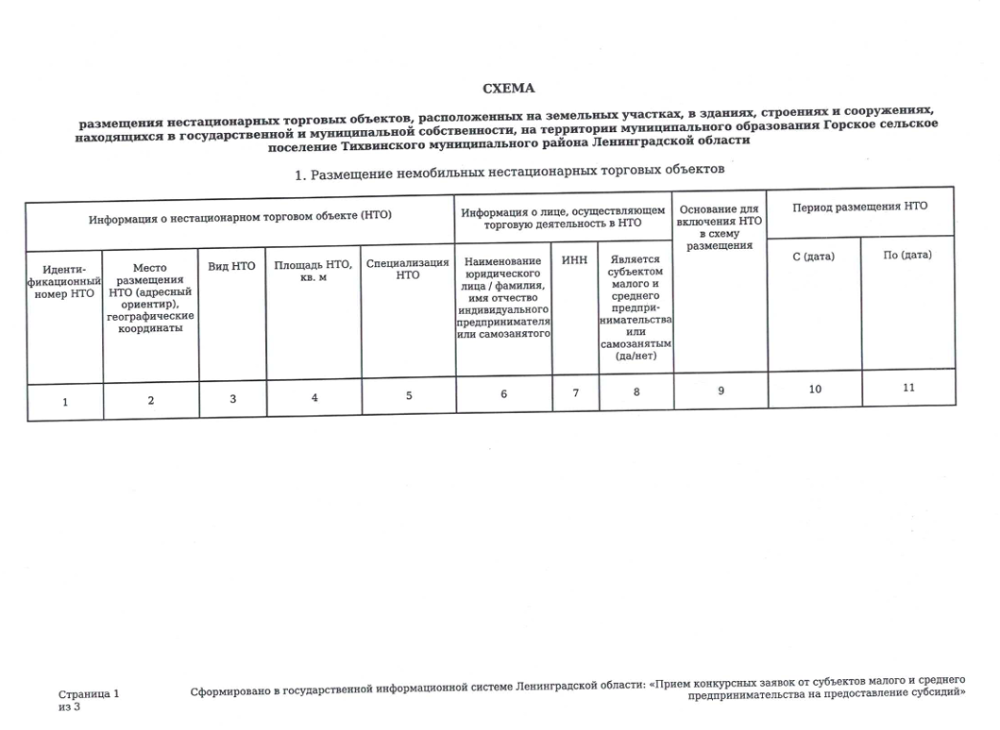 СХЕМА
размещения нестационарных торговых объектов, расположенных на земельных участках, в зданиях, строениях и сооружениях,
находящихся в государственной и муниципальной собственности, на территории муниципального образования Горское сельское
поселение Тихвинского муниципального района Ленинградской области
1. Размещение немобильных нестационарных торговых объектов
Информация о нестационарном торговом объекте (НТО)
Информация о лице, осуществляющем
торговую деятельность в НТО
Основание для
включения НТО
в схему
размещения
Период размещения НТО
Иденти-
фикационный
номер НТО
Место
размещения
НТО (адресный
ориентир),
географические
координаты
Вид НТО
Площадь НТО,
кв. м
Специализация
НТО
Наименование
юридического
лица / фамилия,
имя отчество
индивидуального
предпринимателя
или самозанятого
ИНН
Является
субъектом
малого и
среднего
предпри-
нимательства
или
самозанятым
(да/нет)
С (дата)
По (дата)
1
2
3
4
5
6
7
8
9
10
11
Страница 1
из 3
Сформировано в государственной информационной системе Ленинградской области: «Прием конкурсных заявок от субъектов малого и среднего
предпринимательства на предоставление субсидий»